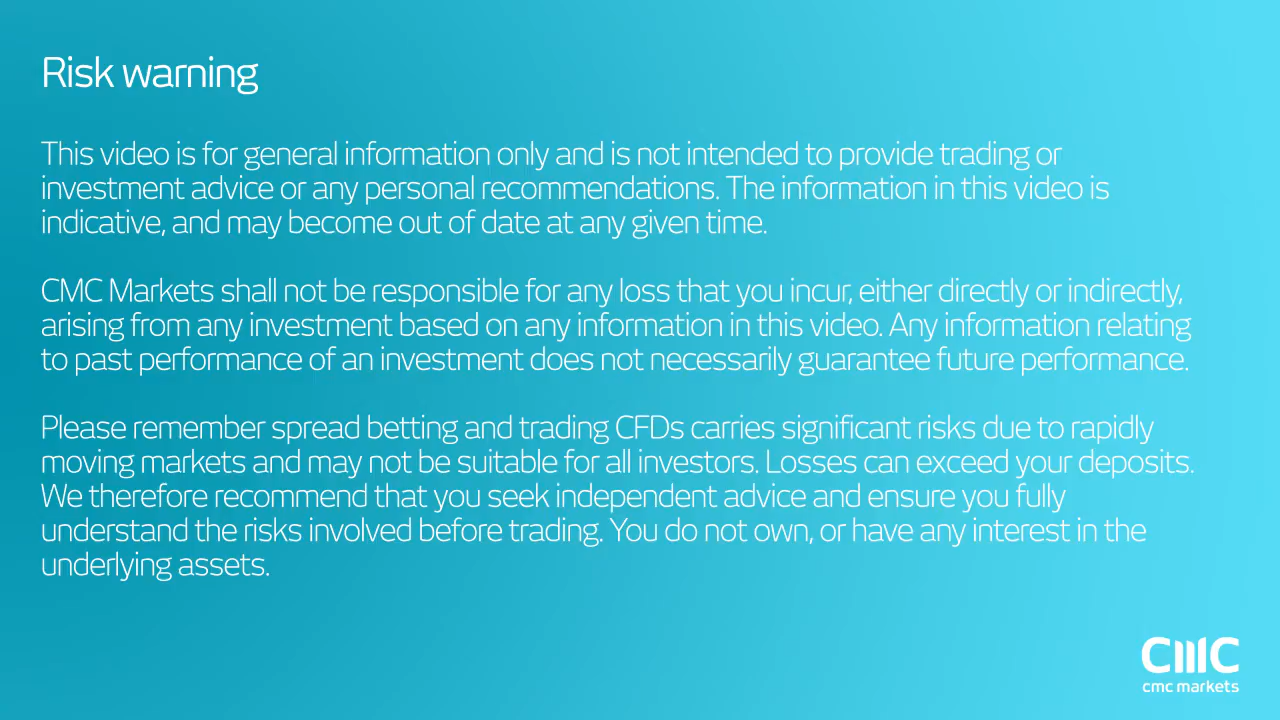 Risk warning
This video is for general information only and is not intended to provide trading or
investment advice or any personal recommendations. The information in this video is
indicative, and may become out of date at any given time.
CMC Markets shall not be responsible for any loss that you incur, either directly or indirectly,
arising from any investment based on any information in this video. Any information relating
to past performance of an investment does not necessarily guarantee future performance.
Please remember spread betting and trading CFDs carries significant risks due to rapidly
moving markets and may not be suitable for all investors. Losses can exceed your deposits.
We therefore recommend that you seek independent advice and ensure you fully
understand the risks involved before trading. You do not own, or have any interest in the
underlying assets.
CMC
cmc markets